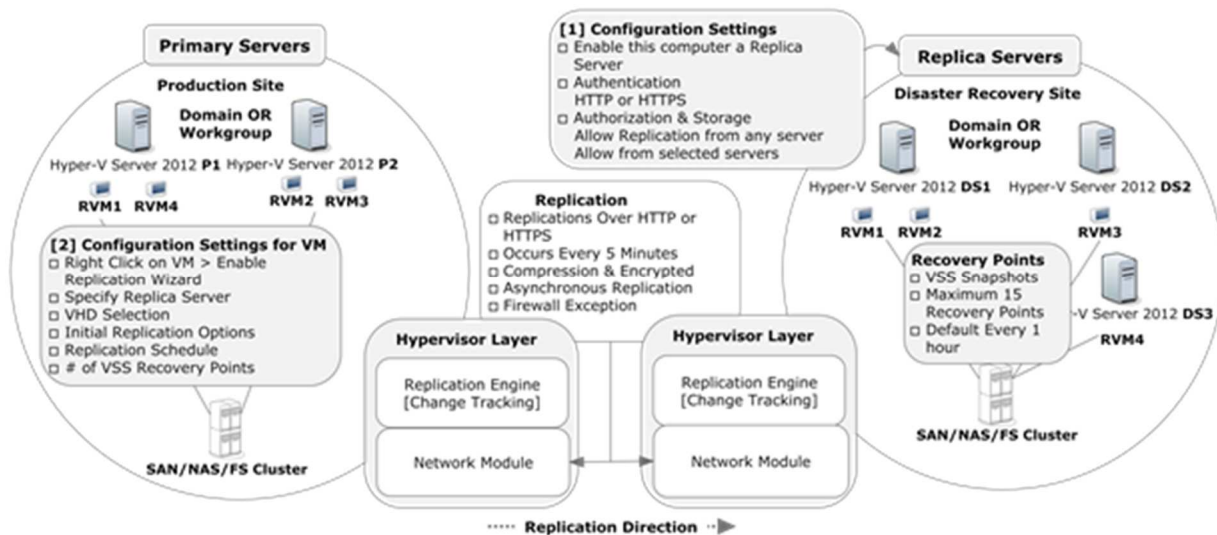 Primary Servers
Production Site
Domain OR
Workgroup
Hyper-V Server 2012 P1
Hyper-V Server 2012 P2
RVM1
RVM4
RVM2
RVM3
[2] Configuration Settings for VM
Right Click on VM > Enable
Replication Wizard
Specify Replica Server
VHD Selection
Initial Replication Options
Replication Schedule
# of VSS Recovery Points
SAN/NAS/FS Cluster
[1] Configuration Settings
Enable this computer a Replica
Server
Authentication
HTTP or HTTPS
Authorization & Storage
Allow Replication from any server
Allow from selected servers
Replication
Replications Over HTTP or
HTTPS
Occurs Every 5 Minutes
Compression & Encrypted
Asynchronous Replication
Firewall Exception
Hypervisor Layer
Replication Engine
[Change Tracking]
Network Module
Hypervisor Layer
Replication Engine
[Change Tracking]
Network Module
Replication Direction
Replica Servers
Disaster Recovery Site
Domain OR
Workgroup
Hyper-V Server 2012 DS1
Hyper-V Server 2012 DS2
RVM1
RVM2
RVM3
Recovery Points
VSS Snapshots
Maximum 15
Recovery Points
Default Every 1
hour
-V Server 2012 DS3
RVM4
SAN/NAS/FS Cluster